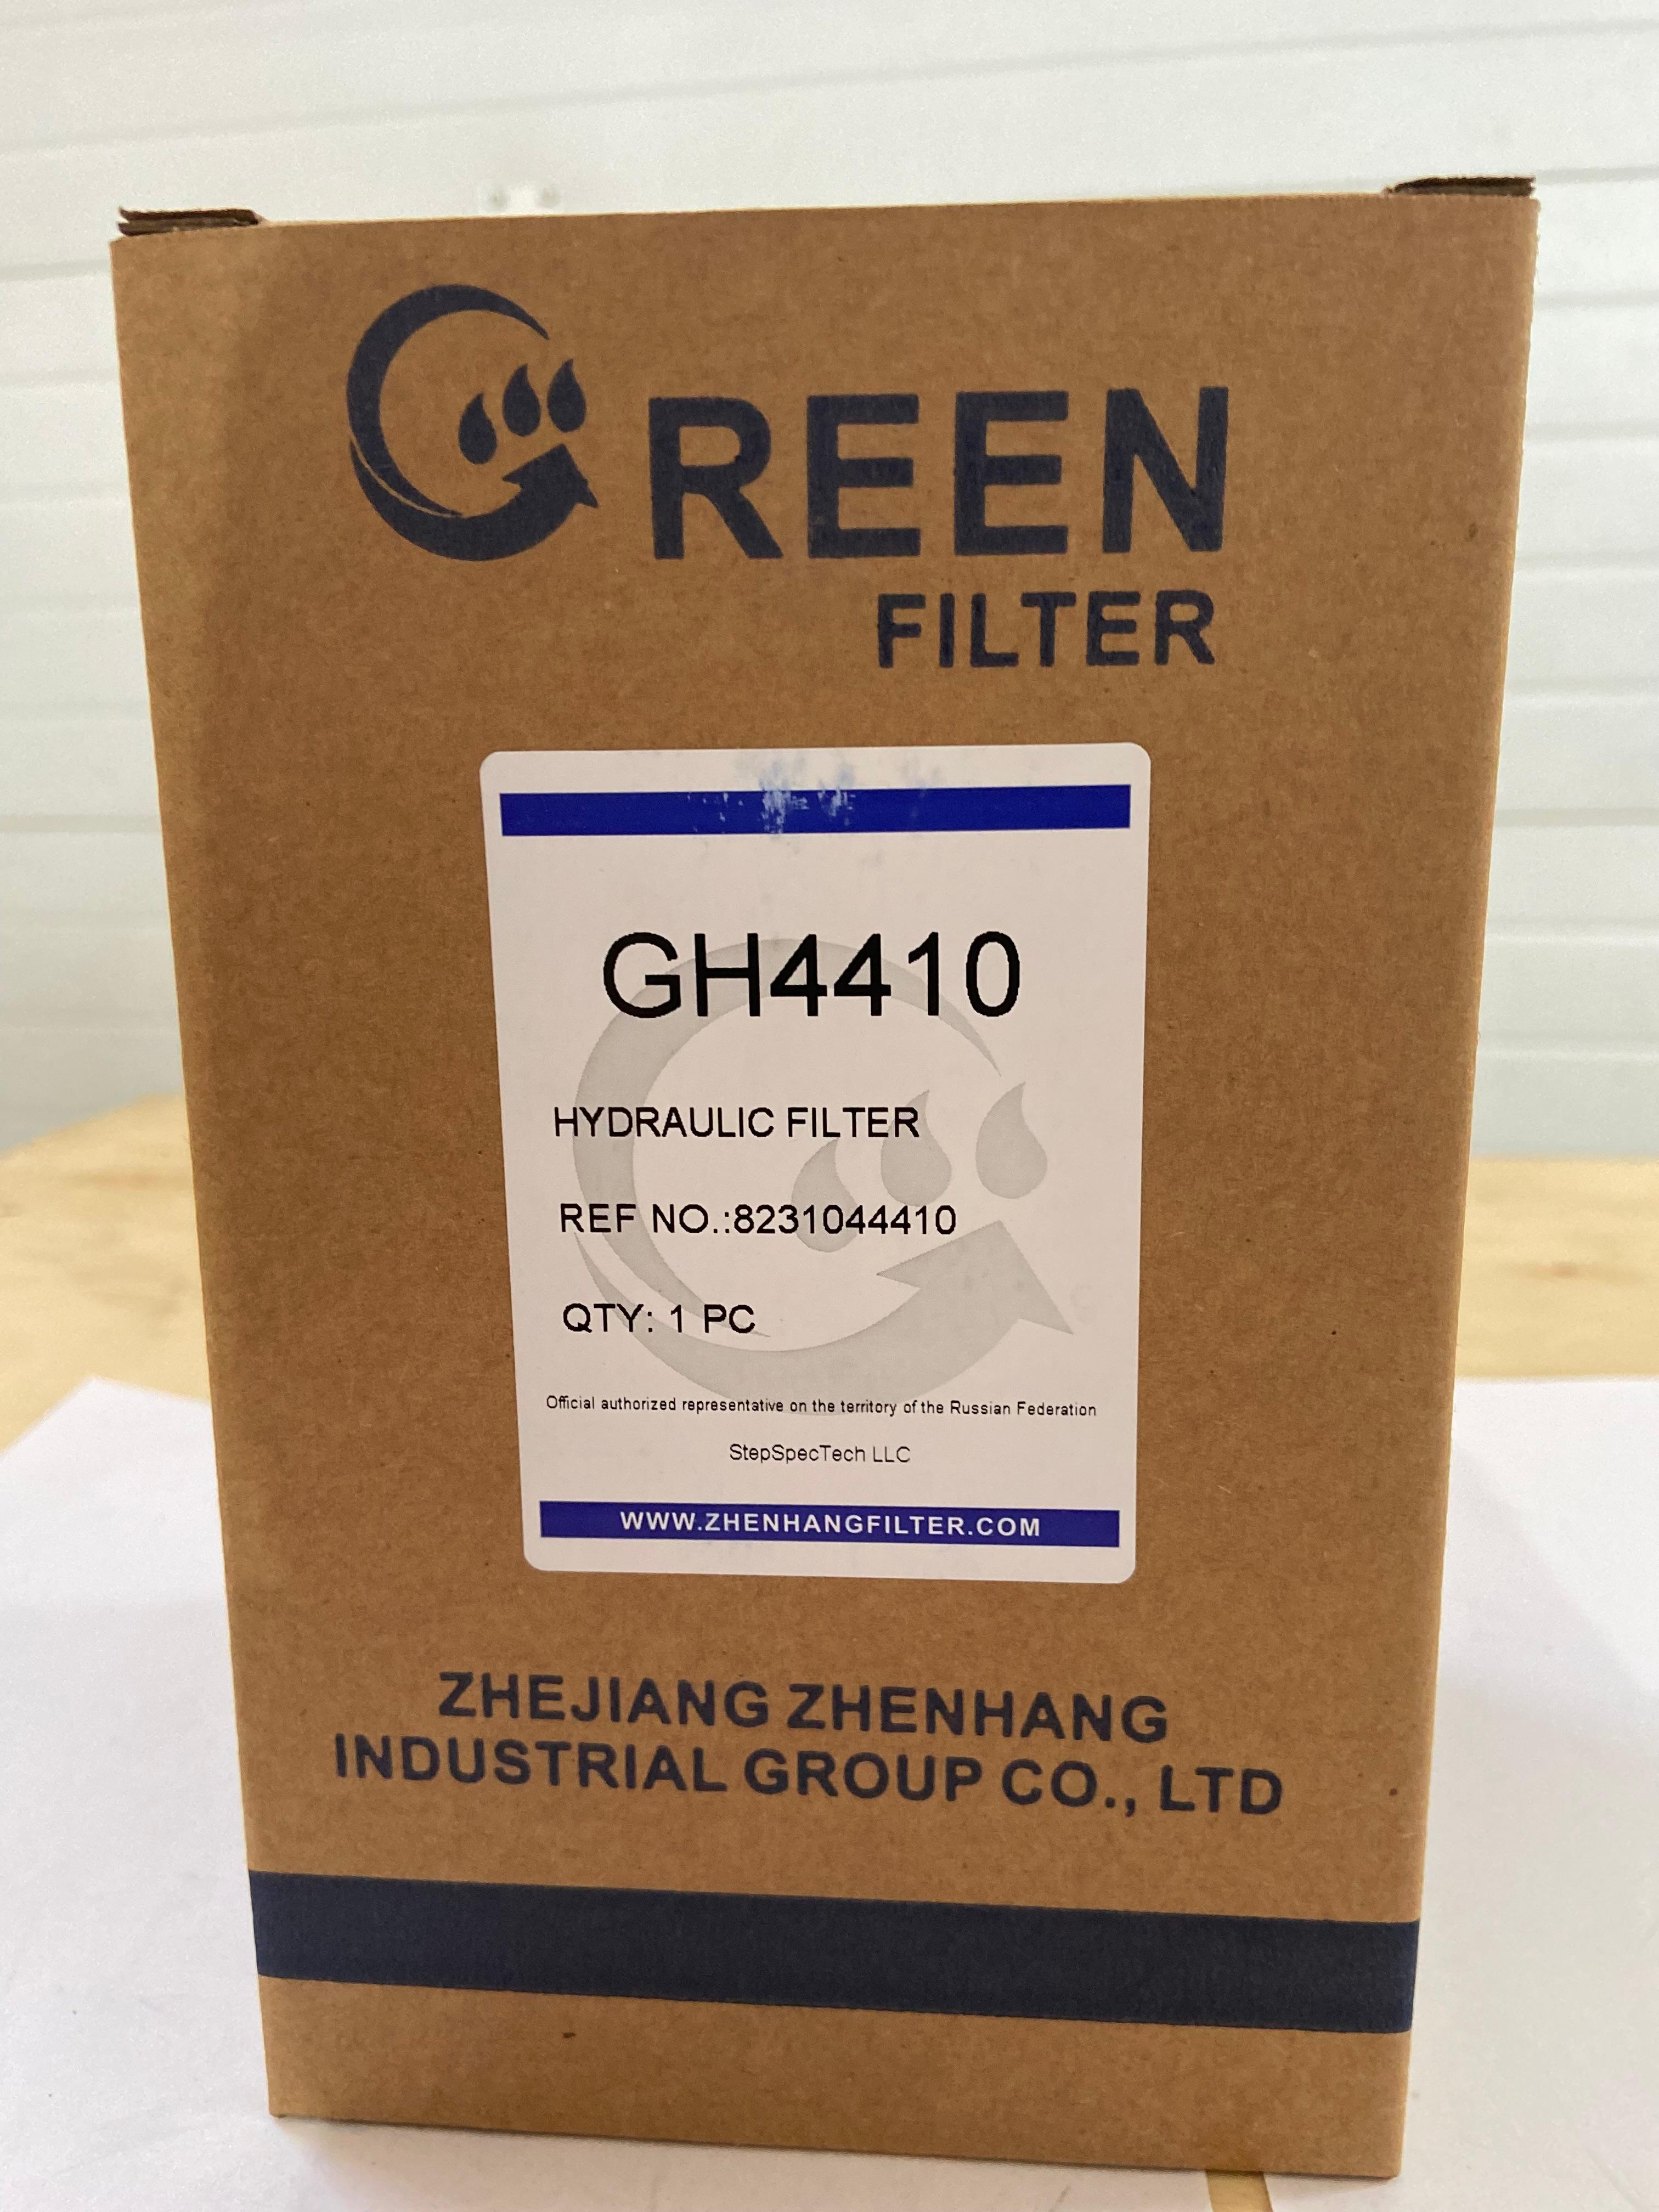 GREEN
FILTER
GH4410
HYDRAULIC FILTER
REF NO.:8231044410
QTY: 1 PC
Official authorized representative on the territory of the Russian Federation
StepSpecTech LLC
WWW.ZHENHANGFILTER.COM
ZHEJIANG ZHENHANG
INDUSTRIAL GROUP CO., LTD